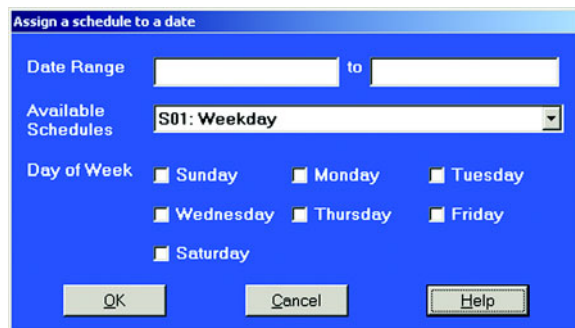 Assign a schedule to a date
Date Range to
Available
Schedules
S01: Weekday
Day of Week
Sunday Monday Tuesday
Wednesday Thursday Friday
Saturday
OK Cancel Help